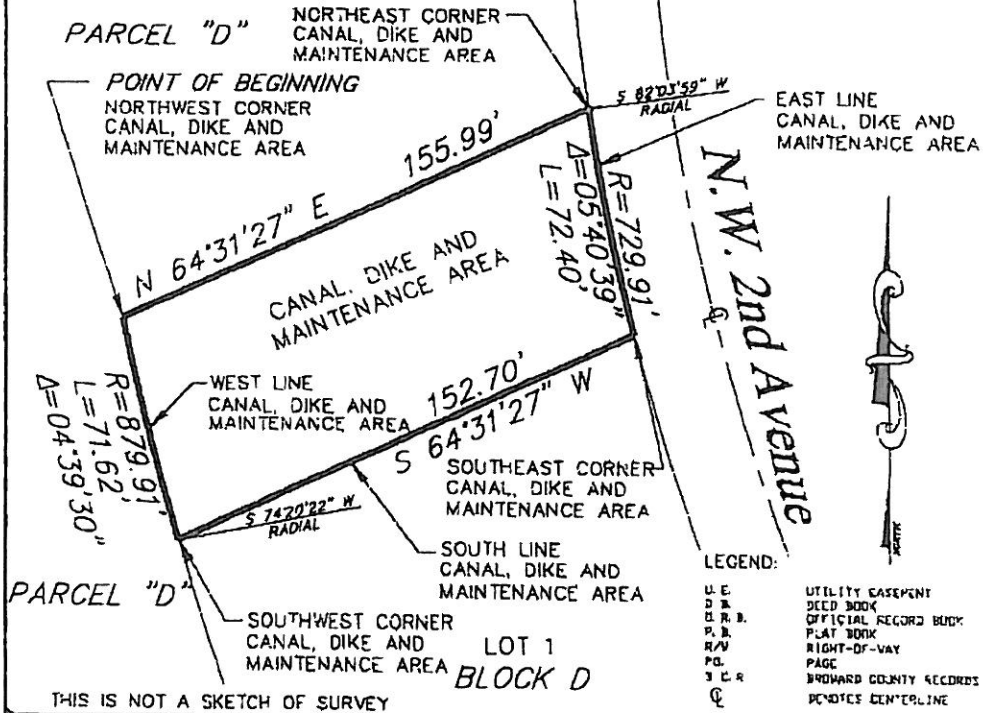 PARCEL "D"
NORTHEAST CORNER
CANAL, DIKE AND
MAINTENANCE AREA
POINT OF BEGINNING
NORTHWEST CORNER
CANAL, DIKE AND
MAINTENANCE AREA
S 82°03'59" W
RADIAL
EAST LINE
CANAL, DIKE AND
MAINTENANCE AREA
N 64°31'27" E 155.99'
CANAL, DIKE AND
MAINTENANCE AREA
R=729.91'
Δ=05°40'39"
L=72.40'
N.W. 2nd Avenue
℄
R=879.91'
L=71.62'
Δ=04°39'30"
WEST LINE
CANAL, DIKE AND
MAINTENANCE AREA
152.70'
S 64°31'27" W
S 74°20'22" W
RADIAL
SOUTHEAST CORNER
CANAL, DIKE AND
MAINTENANCE AREA
SOUTH LINE
CANAL, DIKE AND
MAINTENANCE AREA
PARCEL "D"
SOUTHWEST CORNER
CANAL, DIKE AND
MAINTENANCE AREA
LOT 1
BLOCK D
THIS IS NOT A SKETCH OF SURVEY
NORTH
LEGEND:
U.E. UTILITY EASEMENT
D.B. DEED BOOK
O.R.B. OFFICIAL RECORD BOOK
P.B. PLAT BOOK
R/W RIGHT-OF-WAY
PG. PAGE
B.C.R BROWARD COUNTY RECORDS
℄ DENOTES CENTERLINE